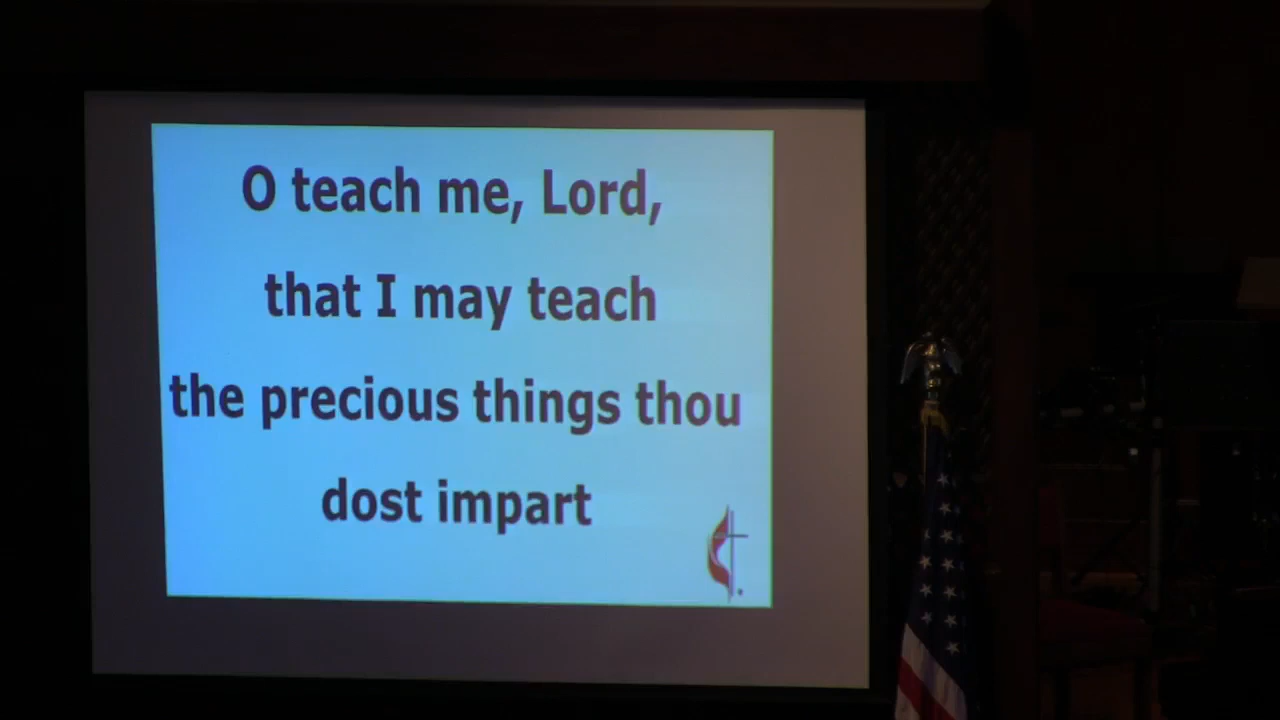 O teach me, Lord,
that I may teach
the precious things thou
dost impart